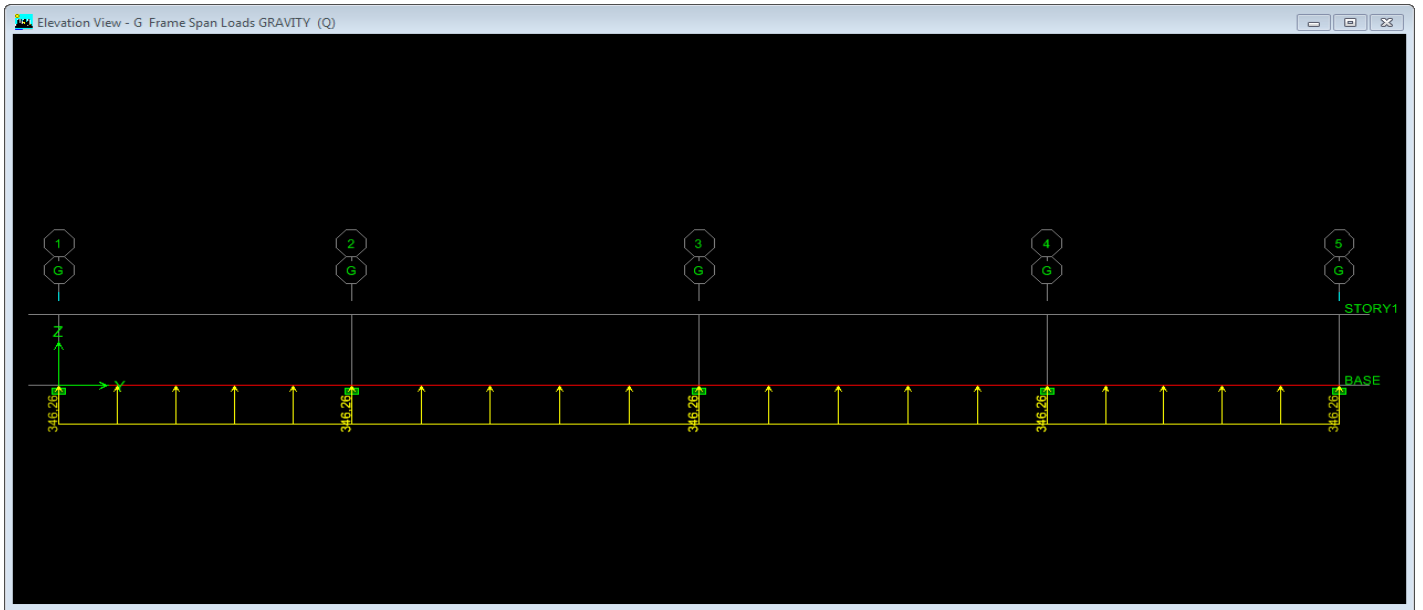 Elevation View - G Frame Span Loads GRAVITY (Q)
1 2 3 4 5
G G G G G
STORY1
Z
Y
BASE
346.26 346.26 346.26 346.26 346.26